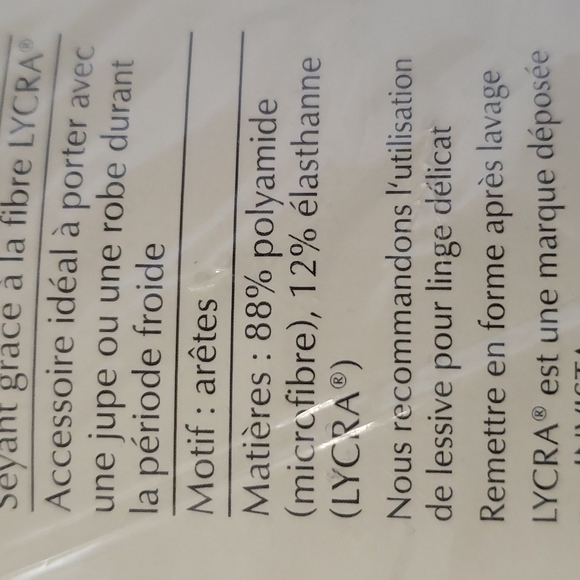 Seyant grâce à la fibre LYCRA®
Accessoire idéal à porter avec
une jupe ou une robe durant
la période froide
Motif : arêtes
Matières : 88% polyamide
(microfibre), 12% élasthanne
(LYCRA®)
Nous recommandons l'utilisation
de lessive pour linge délicat
Remettre en forme après lavage
LYCRA® est une marque déposée